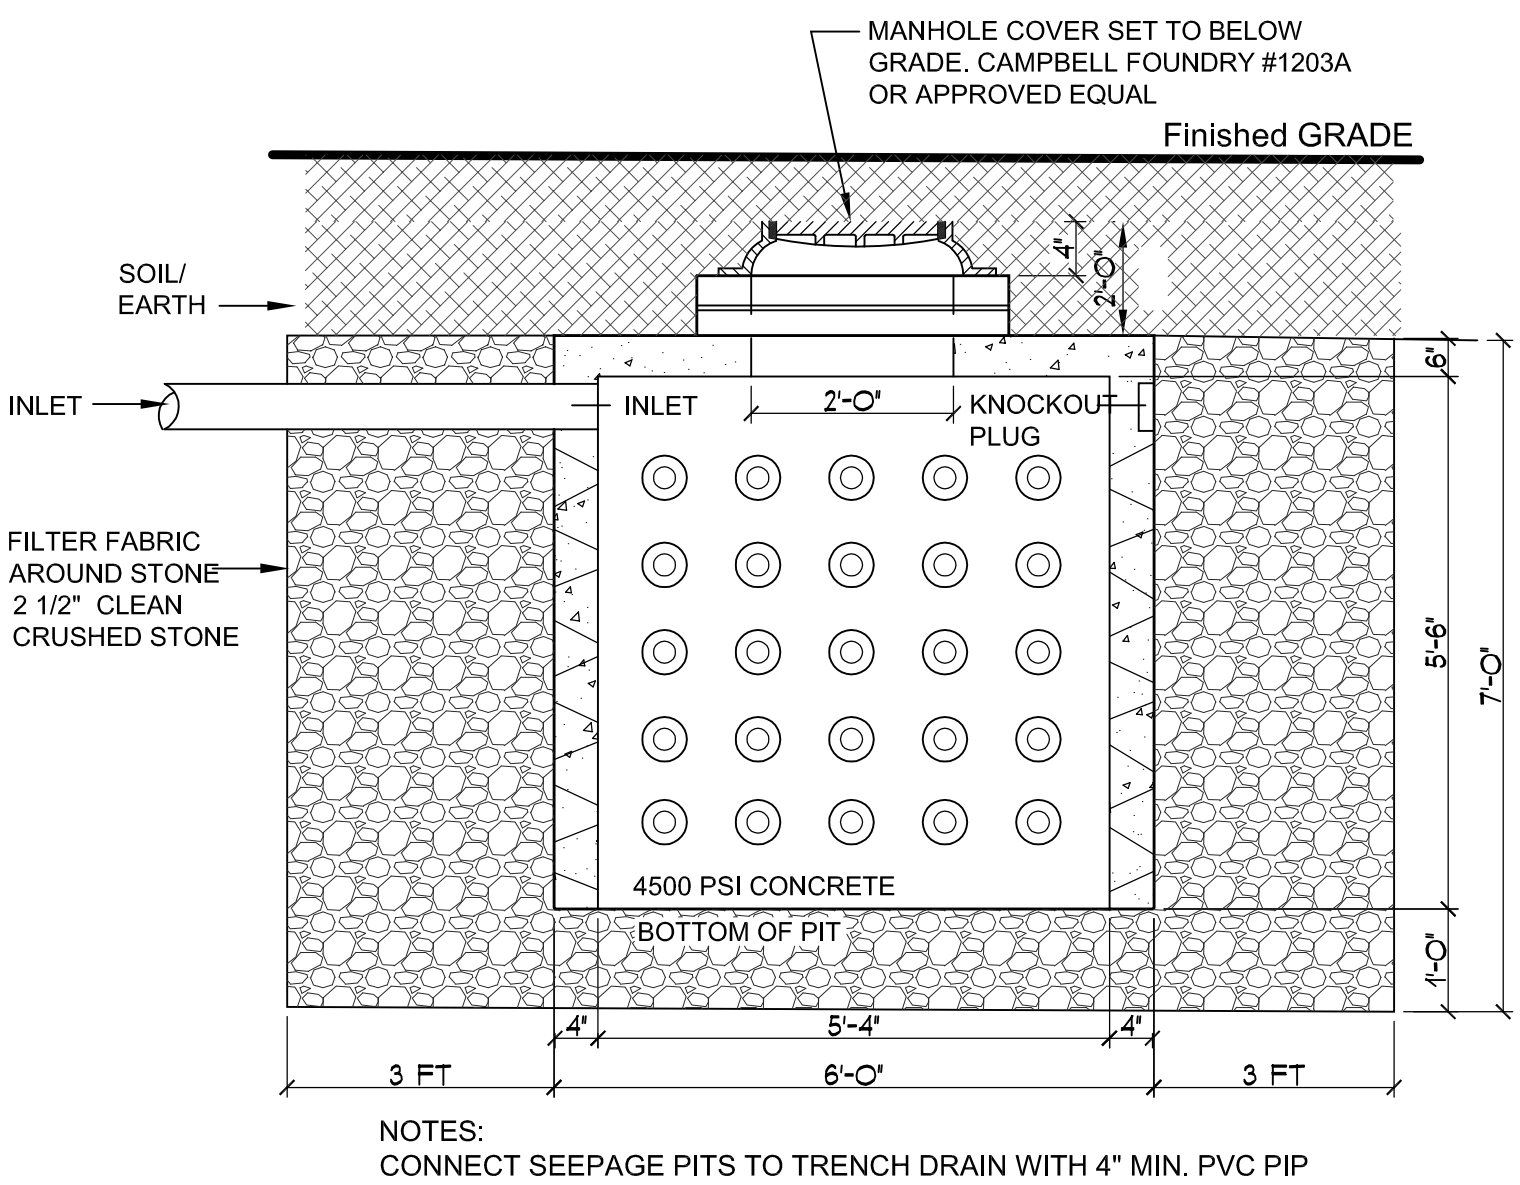 MANHOLE COVER SET TO BELOW
GRADE. CAMPBELL FOUNDRY #1203A
OR APPROVED EQUAL
Finished GRADE
4"
2'-0"
SOIL/
EARTH
6"
INLET
INLET
2'-0"
KNOCKOUT
PLUG
FILTER FABRIC
AROUND STONE
2 1/2" CLEAN
CRUSHED STONE
5'-6"
7'-0"
4500 PSI CONCRETE
BOTTOM OF PIT
1'-0"
4"
5'-4"
4"
3 FT
6'-0"
3 FT
NOTES:
CONNECT SEEPAGE PITS TO TRENCH DRAIN WITH 4" MIN. PVC PIP